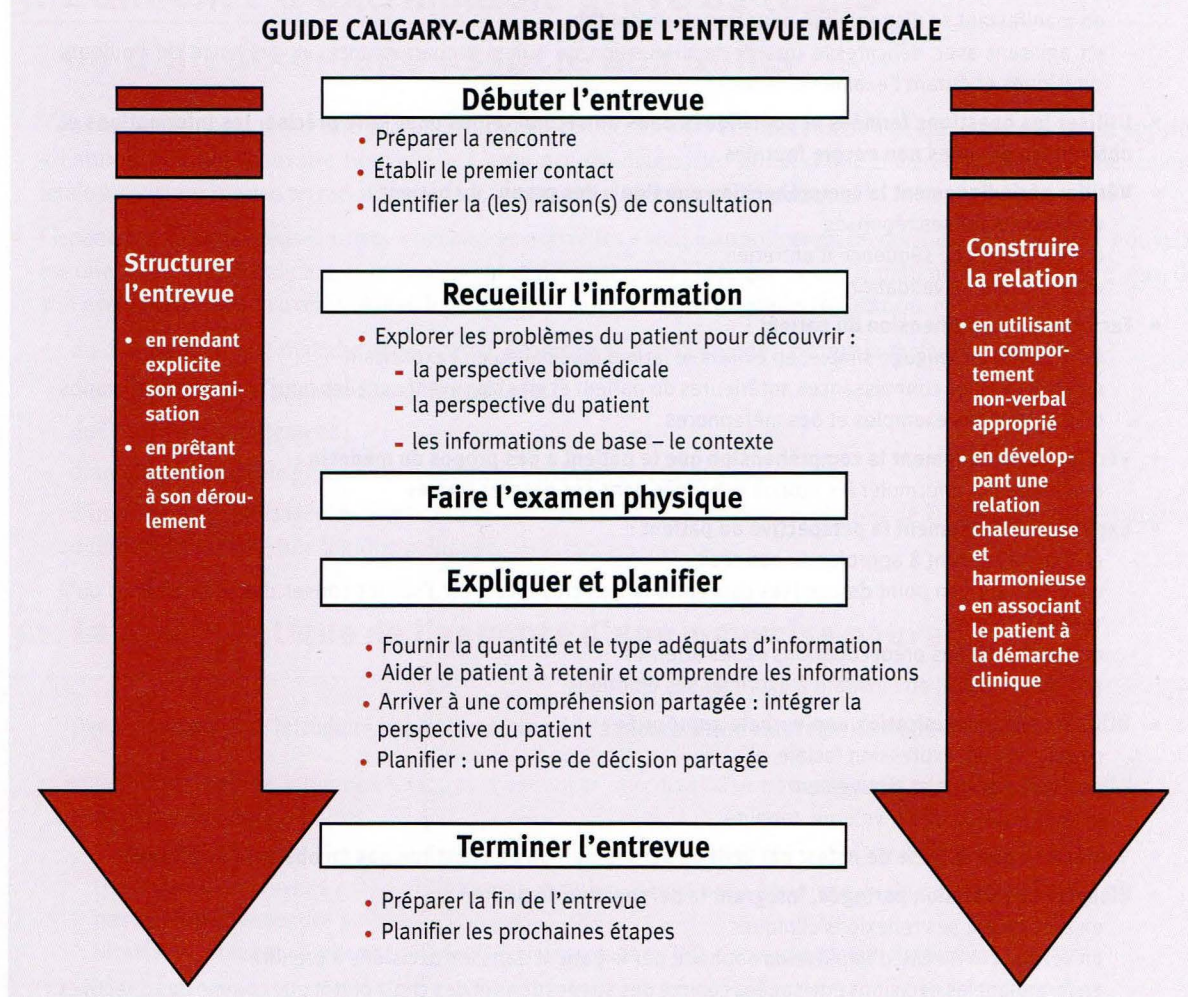 GUIDE CALGARY-CAMBRIDGE DE L'ENTREVUE MÉDICALE
Débuter l'entrevue
• Préparer la rencontre
• Établir le premier contact
• Identifier la (les) raison(s) de consultation
Structurer
l'entrevue
• en rendant
explicite
son organi-
sation
• en prêtant
attention
à son dérou-
lement
Recueillir l'information
• Explorer les problèmes du patient pour découvrir :
- la perspective biomédicale
- la perspective du patient
- les informations de base – le contexte
Faire l'examen physique
Expliquer et planifier
• Fournir la quantité et le type adéquats d'information
• Aider le patient à retenir et comprendre les informations
• Arriver à une compréhension partagée : intégrer la
perspective du patient
• Planifier : une prise de décision partagée
Terminer l'entrevue
• Préparer la fin de l'entrevue
• Planifier les prochaines étapes
Construire
la relation
• en utilisant
un compor-
tement
non-verbal
approprié
• en dévelop-
pant une
relation
chaleureuse
et
harmonieuse
• en associant
le patient à
la démarche
clinique